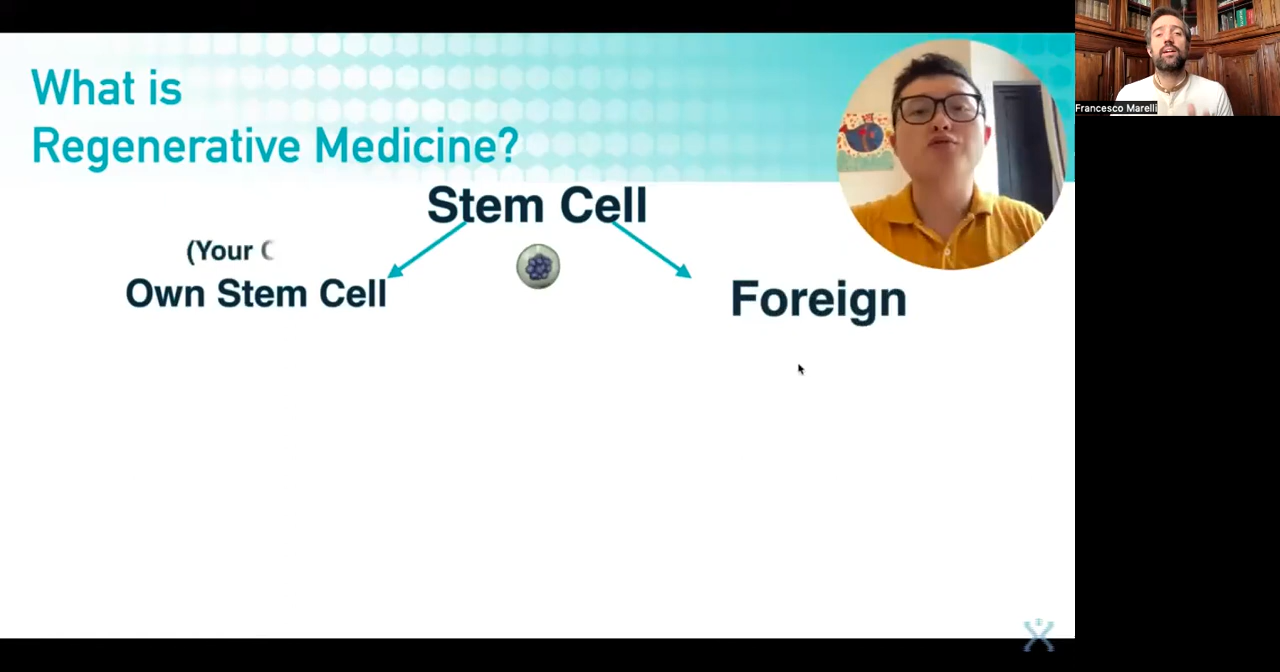 What is
Regenerative Medicine?
Stem Cell
(Your
Own Stem Cell
Foreign
Francesco Marelli